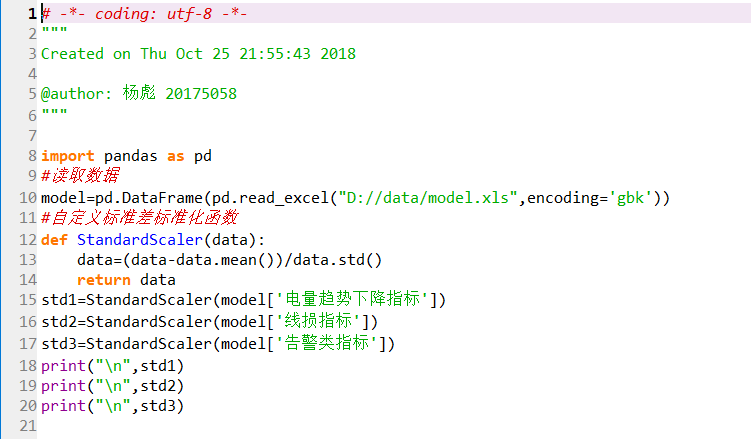 1 # -*- coding: utf-8 -*-
2 """
3 Created on Thu Oct 25 21:55:43 2018
4
5 @author: 杨彪 20175058
6 """
7
8 import pandas as pd
9 #读取数据
10 model=pd.DataFrame(pd.read_excel("D://data/model.xls",encoding='gbk'))
11 #自定义标准差标准化函数
12 def StandardScaler(data):
13     data=(data-data.mean())/data.std()
14     return data
15 std1=StandardScaler(model['电量趋势下降指标'])
16 std2=StandardScaler(model['线损指标'])
17 std3=StandardScaler(model['告警类指标'])
18 print("\n",std1)
19 print("\n",std2)
20 print("\n",std3)
21